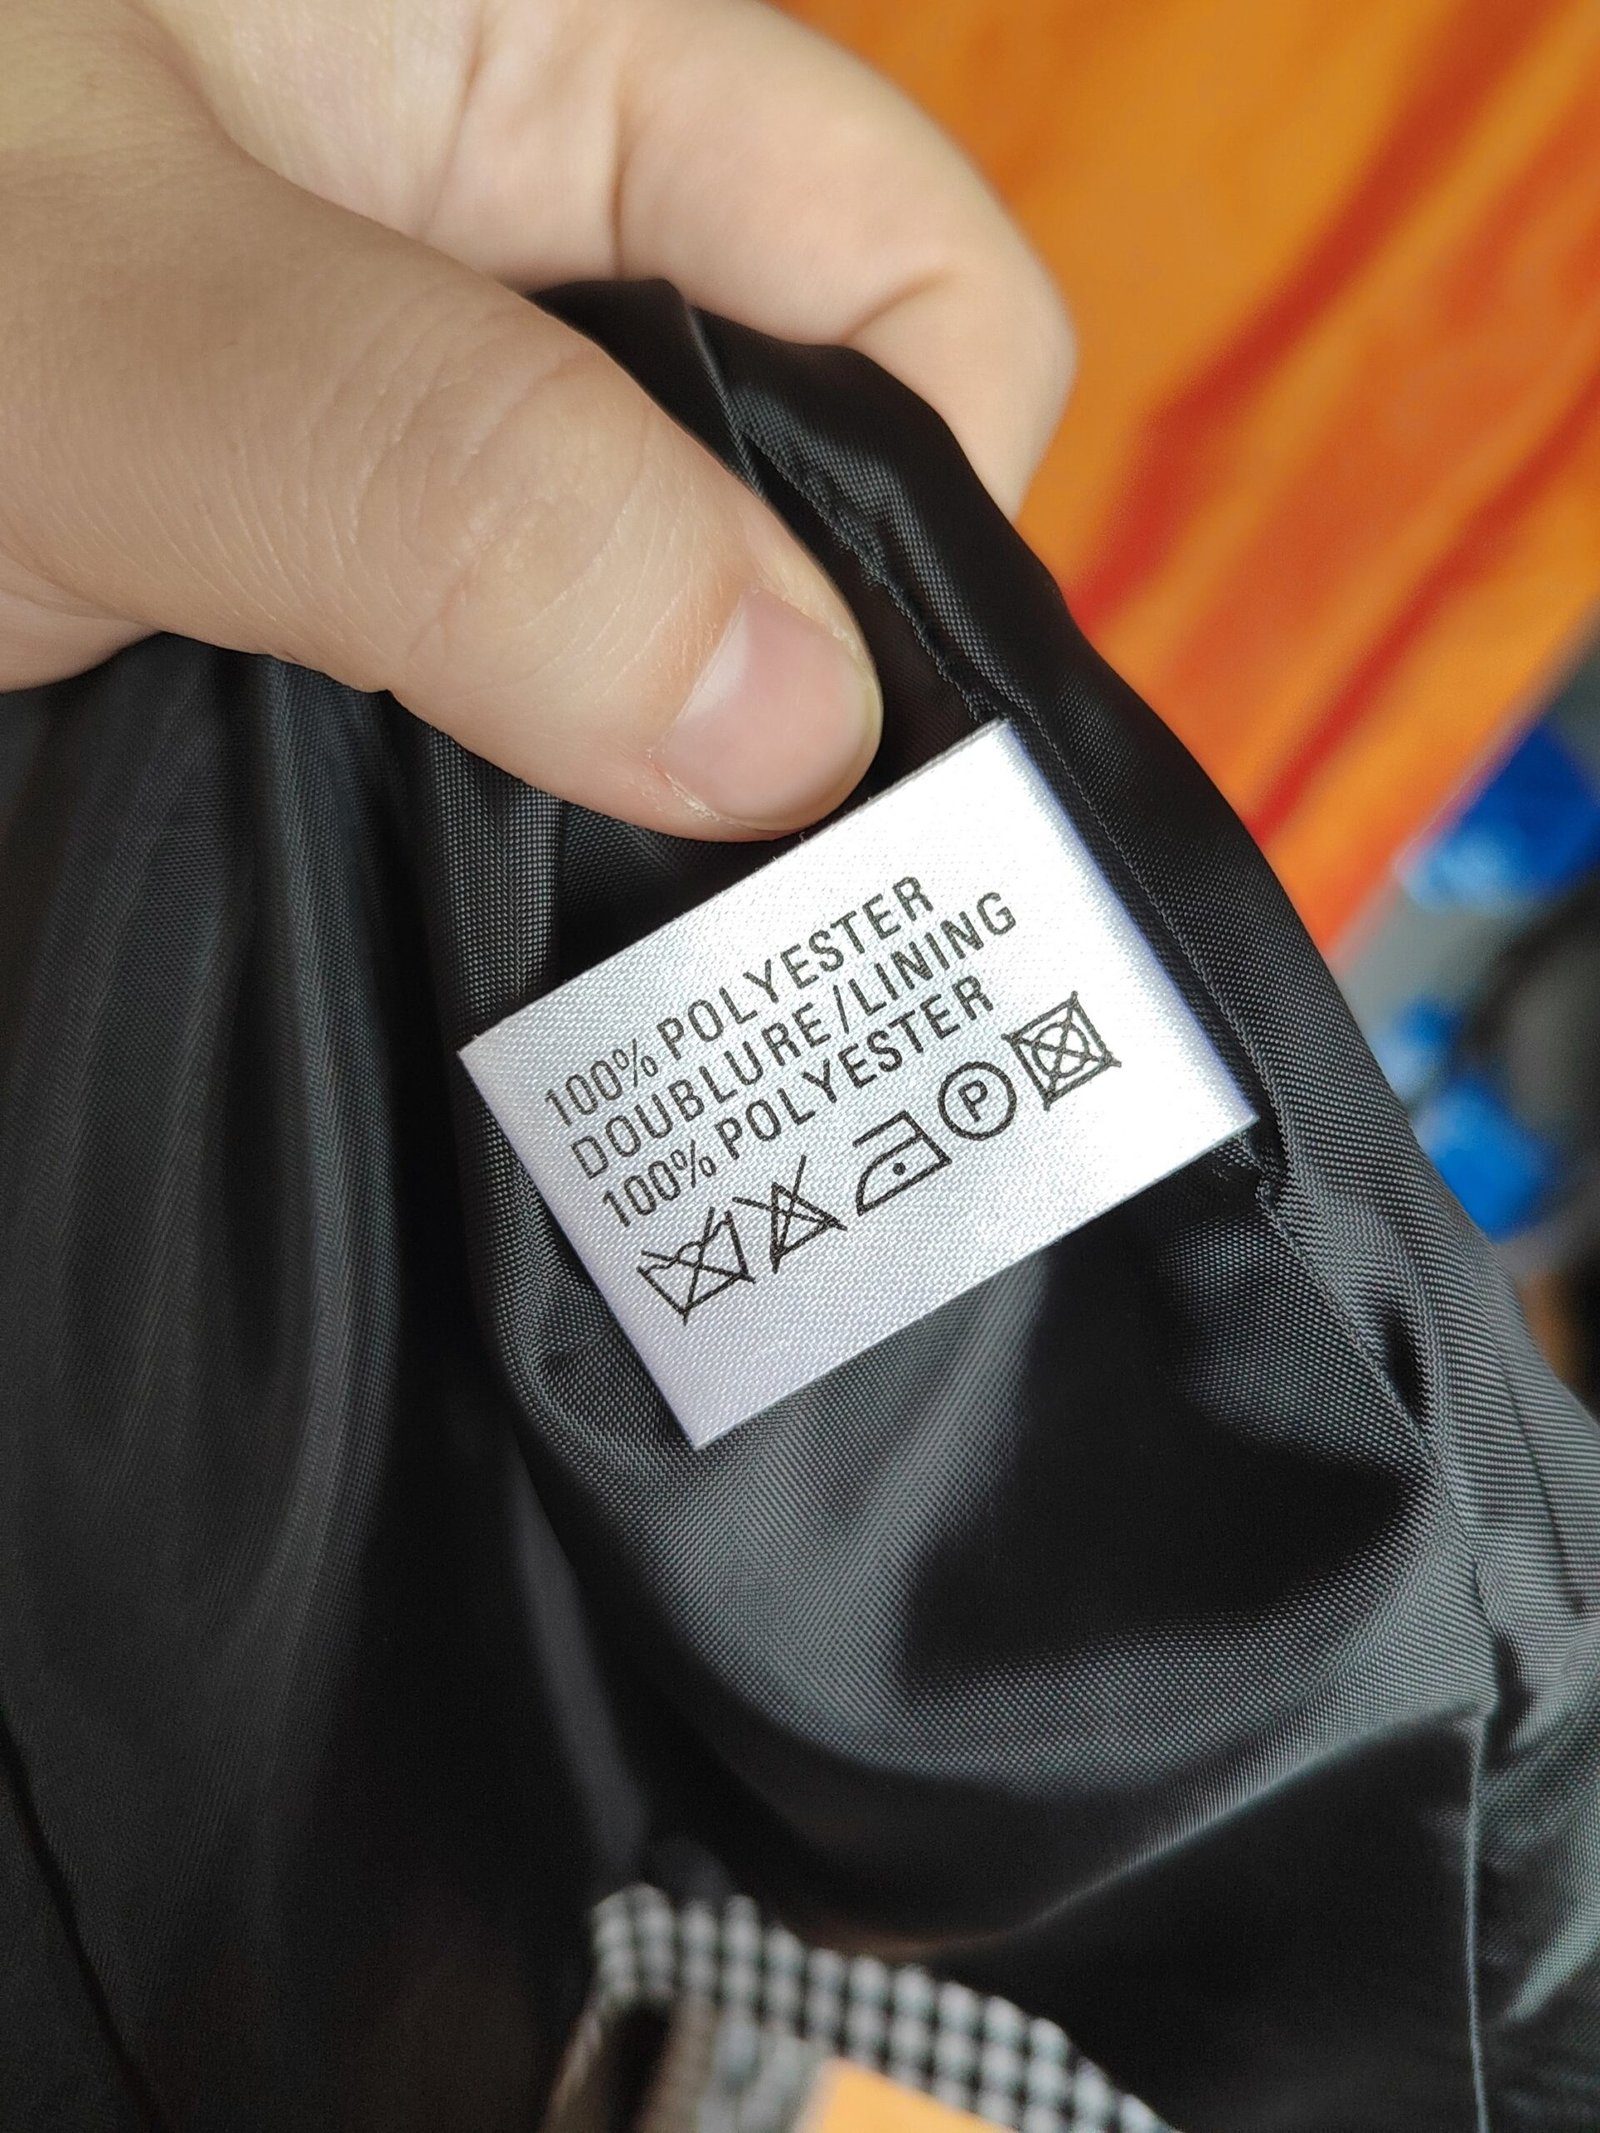 100% POLYESTER
DOUBLURE/LINING
100% POLYESTER
P